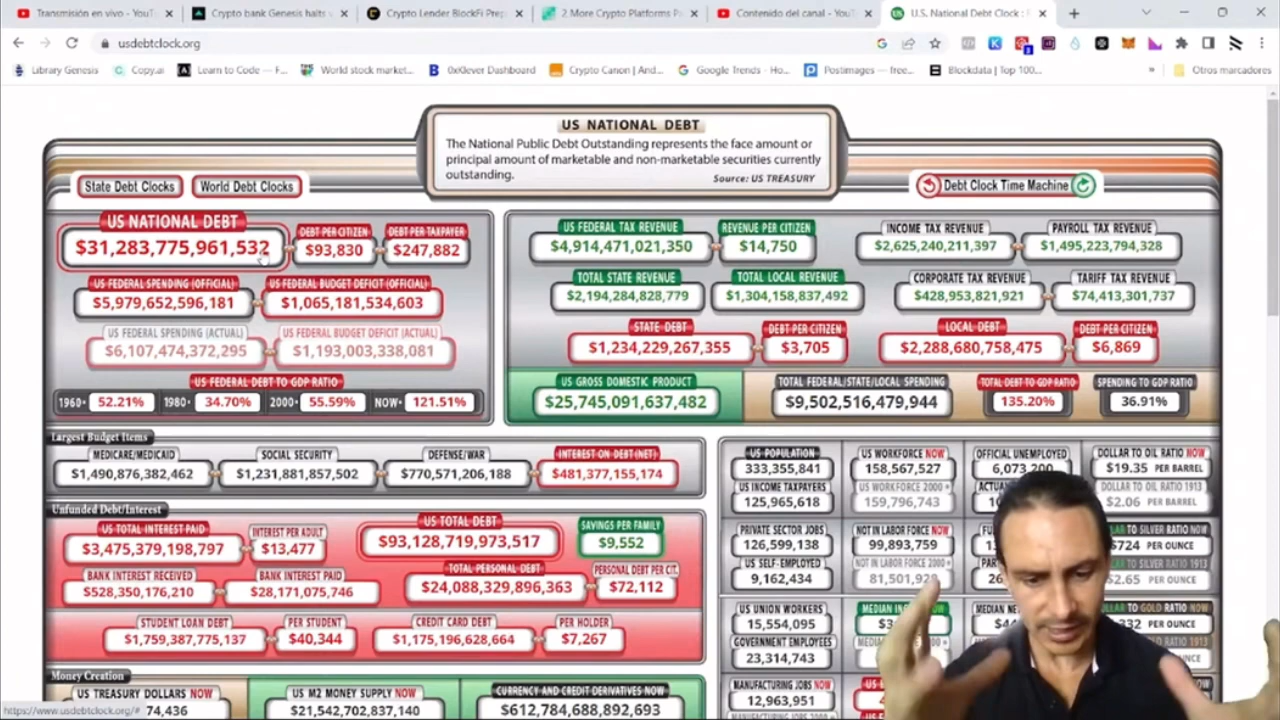 Transmisión en vivo - YouT
Crypto bank Genesis halts w
Crypto Lender BlockFi Prep
2 More Crypto Platforms Pa
Contenido del canal - YouTu
U.S. National Debt Clock :
usdebtclock.org
Library Genesis
Copy.ai
Learn to Code — F...
World stock market...
0xKlever Dashboard
Crypto Canon | And...
Google Trends - Ho...
Postimages — free...
Blockdata | Top 100...
Otros marcadores
US NATIONAL DEBT
The National Public Debt Outstanding represents the face amount or
principal amount of marketable and non-marketable securities currently
outstanding.
Source: US TREASURY
State Debt Clocks
World Debt Clocks
Debt Clock Time Machine
US NATIONAL DEBT
$31,283,775,961,532
DEBT PER CITIZEN
$93,830
DEBT PER TAXPAYER
$247,882
US FEDERAL SPENDING (OFFICIAL)
$5,979,652,596,181
US FEDERAL BUDGET DEFICIT (OFFICIAL)
$1,065,181,534,603
US FEDERAL SPENDING (ACTUAL)
$6,107,474,372,295
US FEDERAL BUDGET DEFICIT (ACTUAL)
$1,193,003,338,081
US FEDERAL DEBT TO GDP RATIO
1960• 52.21% 1980• 34.70% 2000• 55.59% NOW• 121.51%
US FEDERAL TAX REVENUE
$4,914,471,021,350
REVENUE PER CITIZEN
$14,750
INCOME TAX REVENUE
$2,625,240,211,397
PAYROLL TAX REVENUE
$1,495,223,794,328
TOTAL STATE REVENUE
$2,194,284,828,779
TOTAL LOCAL REVENUE
$1,304,158,837,492
CORPORATE TAX REVENUE
$428,953,821,921
TARIFF TAX REVENUE
$74,413,301,737
STATE DEBT
$1,234,229,267,355
DEBT PER CITIZEN
$3,705
LOCAL DEBT
$2,288,680,758,475
DEBT PER CITIZEN
$6,869
US GROSS DOMESTIC PRODUCT
$25,745,091,637,482
TOTAL FEDERAL/STATE/LOCAL SPENDING
$9,502,516,479,944
TOTAL DEBT TO GDP RATIO
135.20%
SPENDING TO GDP RATIO
36.91%
Largest Budget Items
MEDICARE/MEDICAID
$1,490,876,382,462
SOCIAL SECURITY
$1,231,881,857,502
DEFENSE/WAR
$770,571,206,188
INTEREST ON DEBT (NET)
$481,377,155,174
Unfunded Debt/Interest
US TOTAL INTEREST PAID
$3,475,379,198,797
INTEREST PER ADULT
$13,477
US TOTAL DEBT
$93,128,719,973,517
SAVINGS PER FAMILY
$9,552
BANK INTEREST RECEIVED
$528,350,176,210
BANK INTEREST PAID
$28,171,075,746
TOTAL PERSONAL DEBT
$24,088,329,896,363
PERSONAL DEBT PER CIT.
$72,112
STUDENT LOAN DEBT
$1,759,387,775,137
PER STUDENT
$40,344
CREDIT CARD DEBT
$1,175,196,628,664
PER HOLDER
$7,267
Money Creation
US TREASURY DOLLARS NOW
74,436
US M2 MONEY SUPPLY NOW
$21,542,702,837,140
CURRENCY AND CREDIT DERIVATIVES NOW
$612,784,688,892,693
https://www.usdebtclock.org/#
US POPULATION
333,355,841
US WORKFORCE NOW
158,567,527
OFFICIAL UNEMPLOYED
6,073,200
DOLLAR TO OIL RATIO NOW
$19.35 PER BARREL
US INCOME TAXPAYERS
125,965,618
US WORKFORCE 2000
159,796,743
DOLLAR TO OIL RATIO 1913
$2.06 PER BARREL
PRIVATE SECTOR JOBS
126,599,138
NOT IN LABOR FORCE NOW
99,893,759
TO SILVER RATIO NOW
$724 PER OUNCE
US SELF-EMPLOYED
9,162,434
NOT IN LABOR FORCE 2000
TO SILVER RATIO 1913
$2.65 PER OUNCE
US UNION WORKERS
15,554,095
MEDIAN
TO GOLD RATIO NOW
332 PER OUNCE
GOVERNMENT EMPLOYEES
23,314,743
GOLD RATIO 1913
MANUFACTURING JOBS NOW
12,963,951